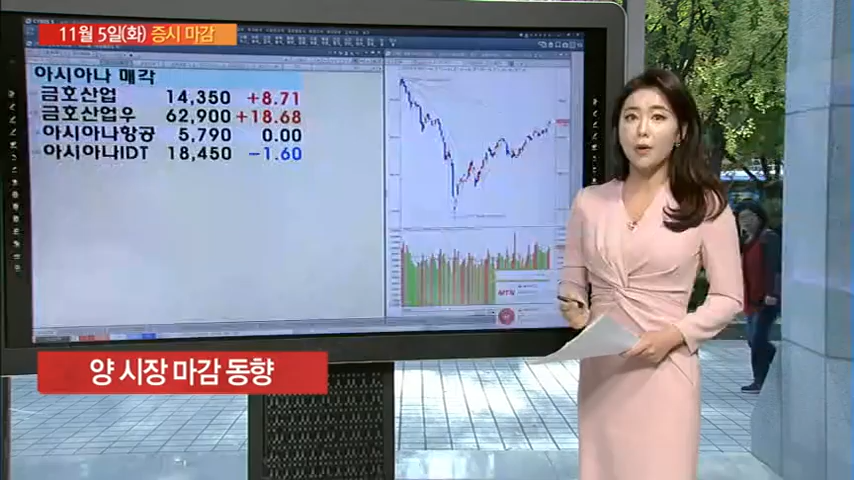 11월 5일(화) 증시 마감
아시아나 매각
금호산업 14,350 +8.71
금호산업우 62,900 +18.68
아시아나항공 5,790 0.00
아시아나IDT 18,450 -1.60
MTN
양 시장 마감 동향